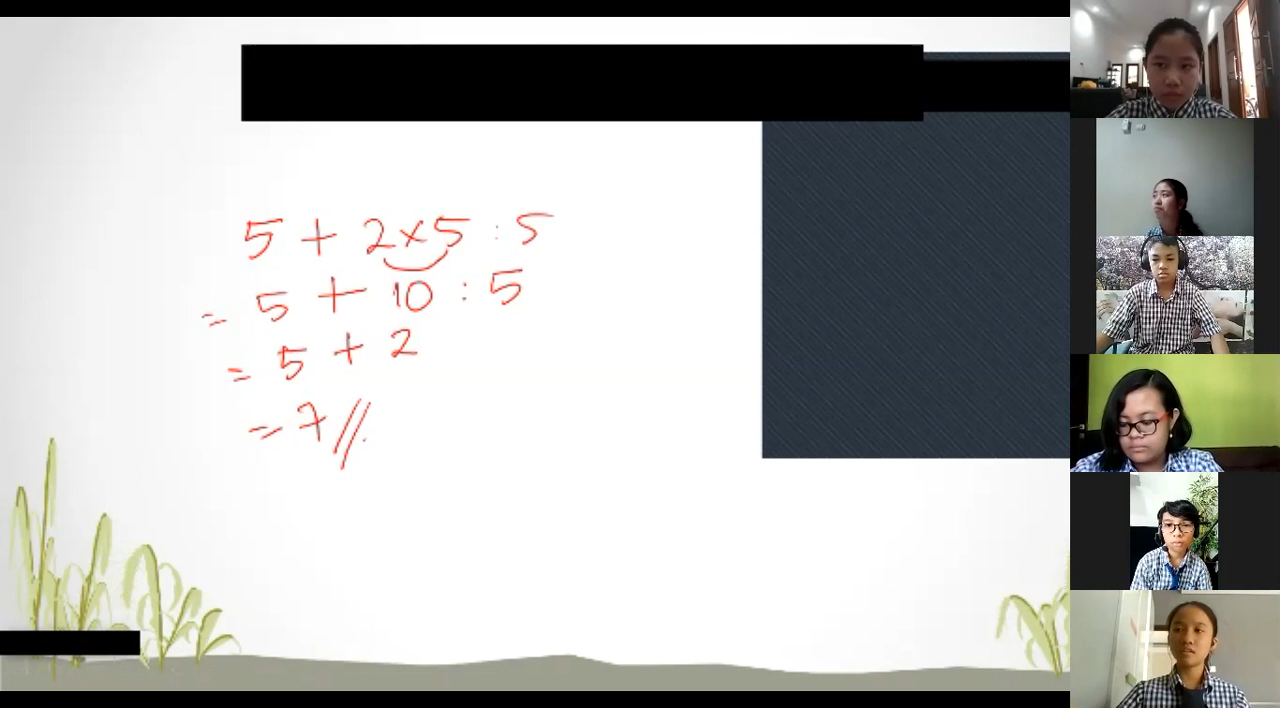 5 + 2 × 5 : 5
= 5 + 10 : 5
= 5 + 2
= 7 //.